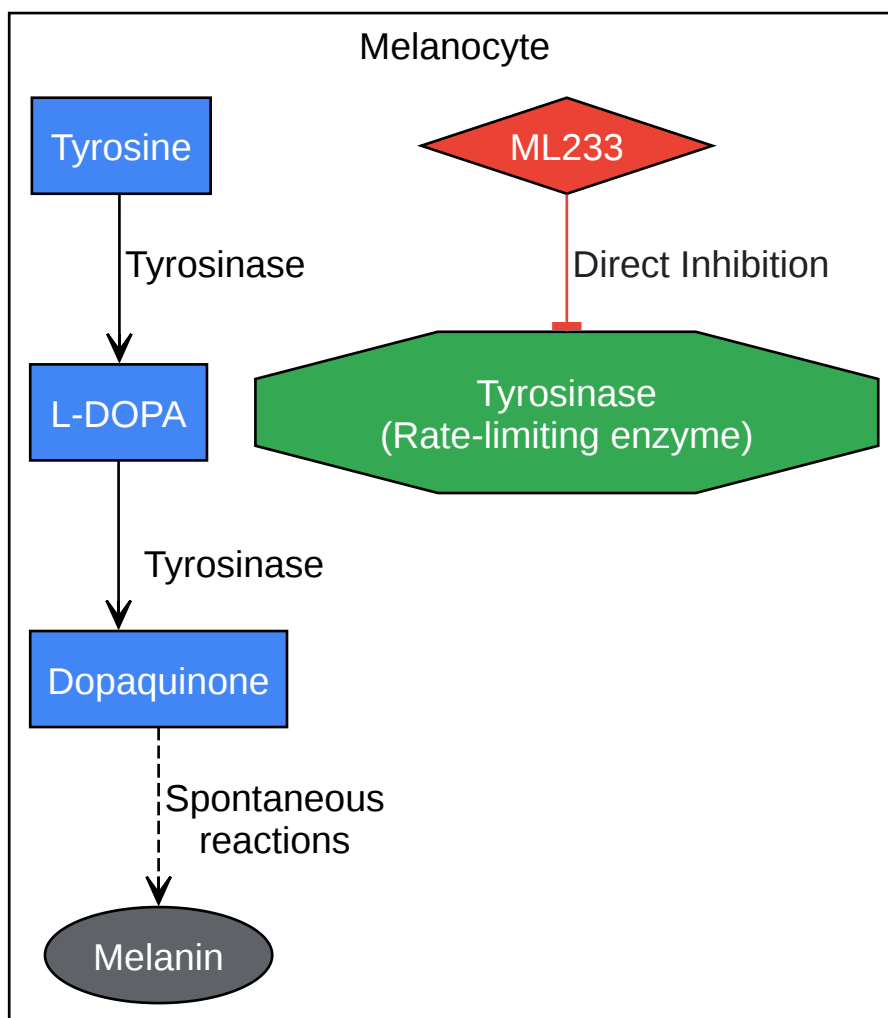 Melanocyte
Tyrosine
ML233
Tyrosinase
Direct Inhibition
L-DOPA
Tyrosinase
(Rate-limiting enzyme)
Tyrosinase
Dopaquinone
Spontaneous
reactions
Melanin